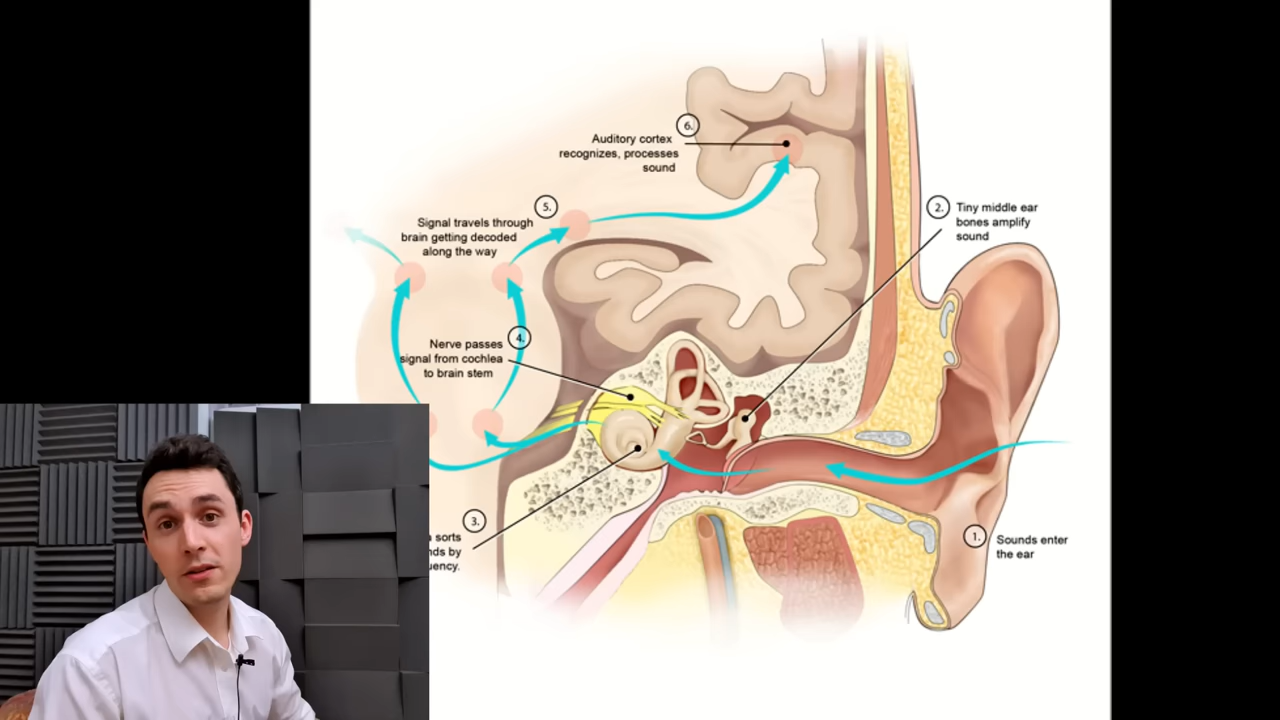 6.
Auditory cortex
recognizes, processes
sound
5.
Signal travels through
brain getting decoded
along the way
2.
Tiny middle ear
bones amplify
sound
4.
Nerve passes
signal from cochlea
to brain stem
3.
sorts
by
1.
Sounds enter
the ear